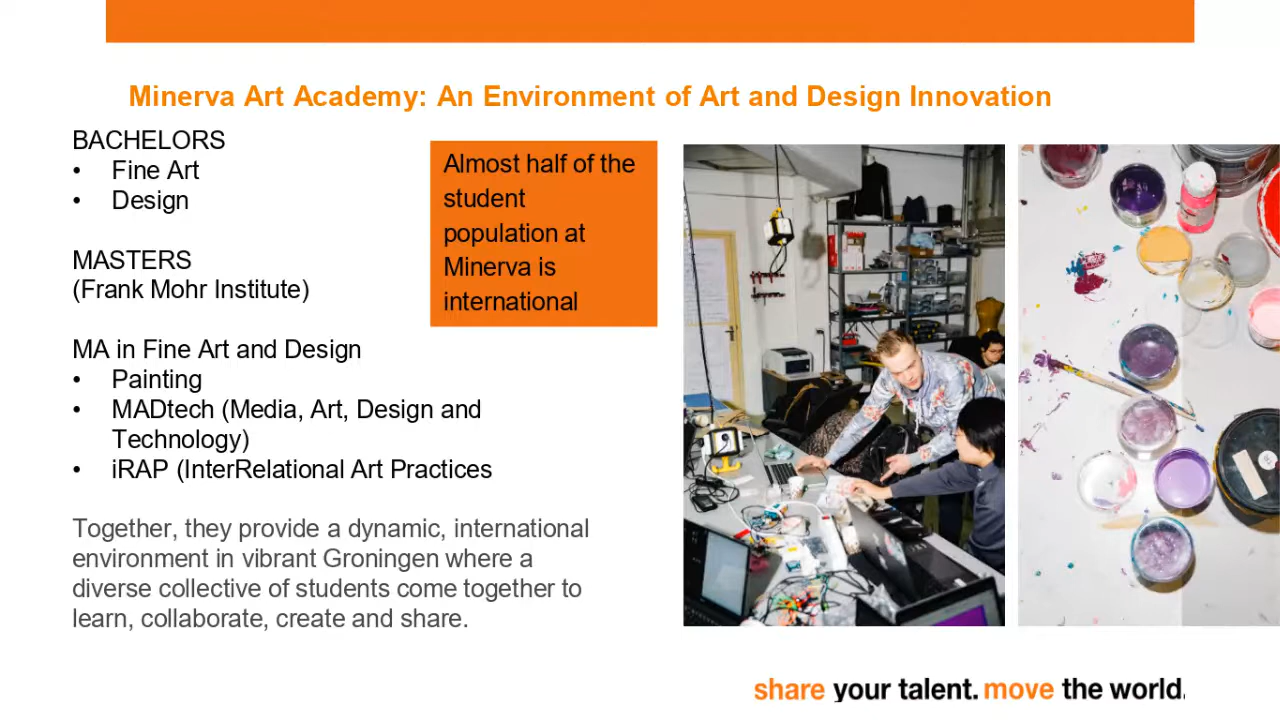 Minerva Art Academy: An Environment of Art and Design Innovation
BACHELORS
• Fine Art
• Design
MASTERS
(Frank Mohr Institute)
MA in Fine Art and Design
• Painting
• MADtech (Media, Art, Design and
Technology)
• iRAP (InterRelational Art Practices
Together, they provide a dynamic, international
environment in vibrant Groningen where a
diverse collective of students come together to
learn, collaborate, create and share.
Almost half of the
student
population at
Minerva is
international
share your talent. move the world.